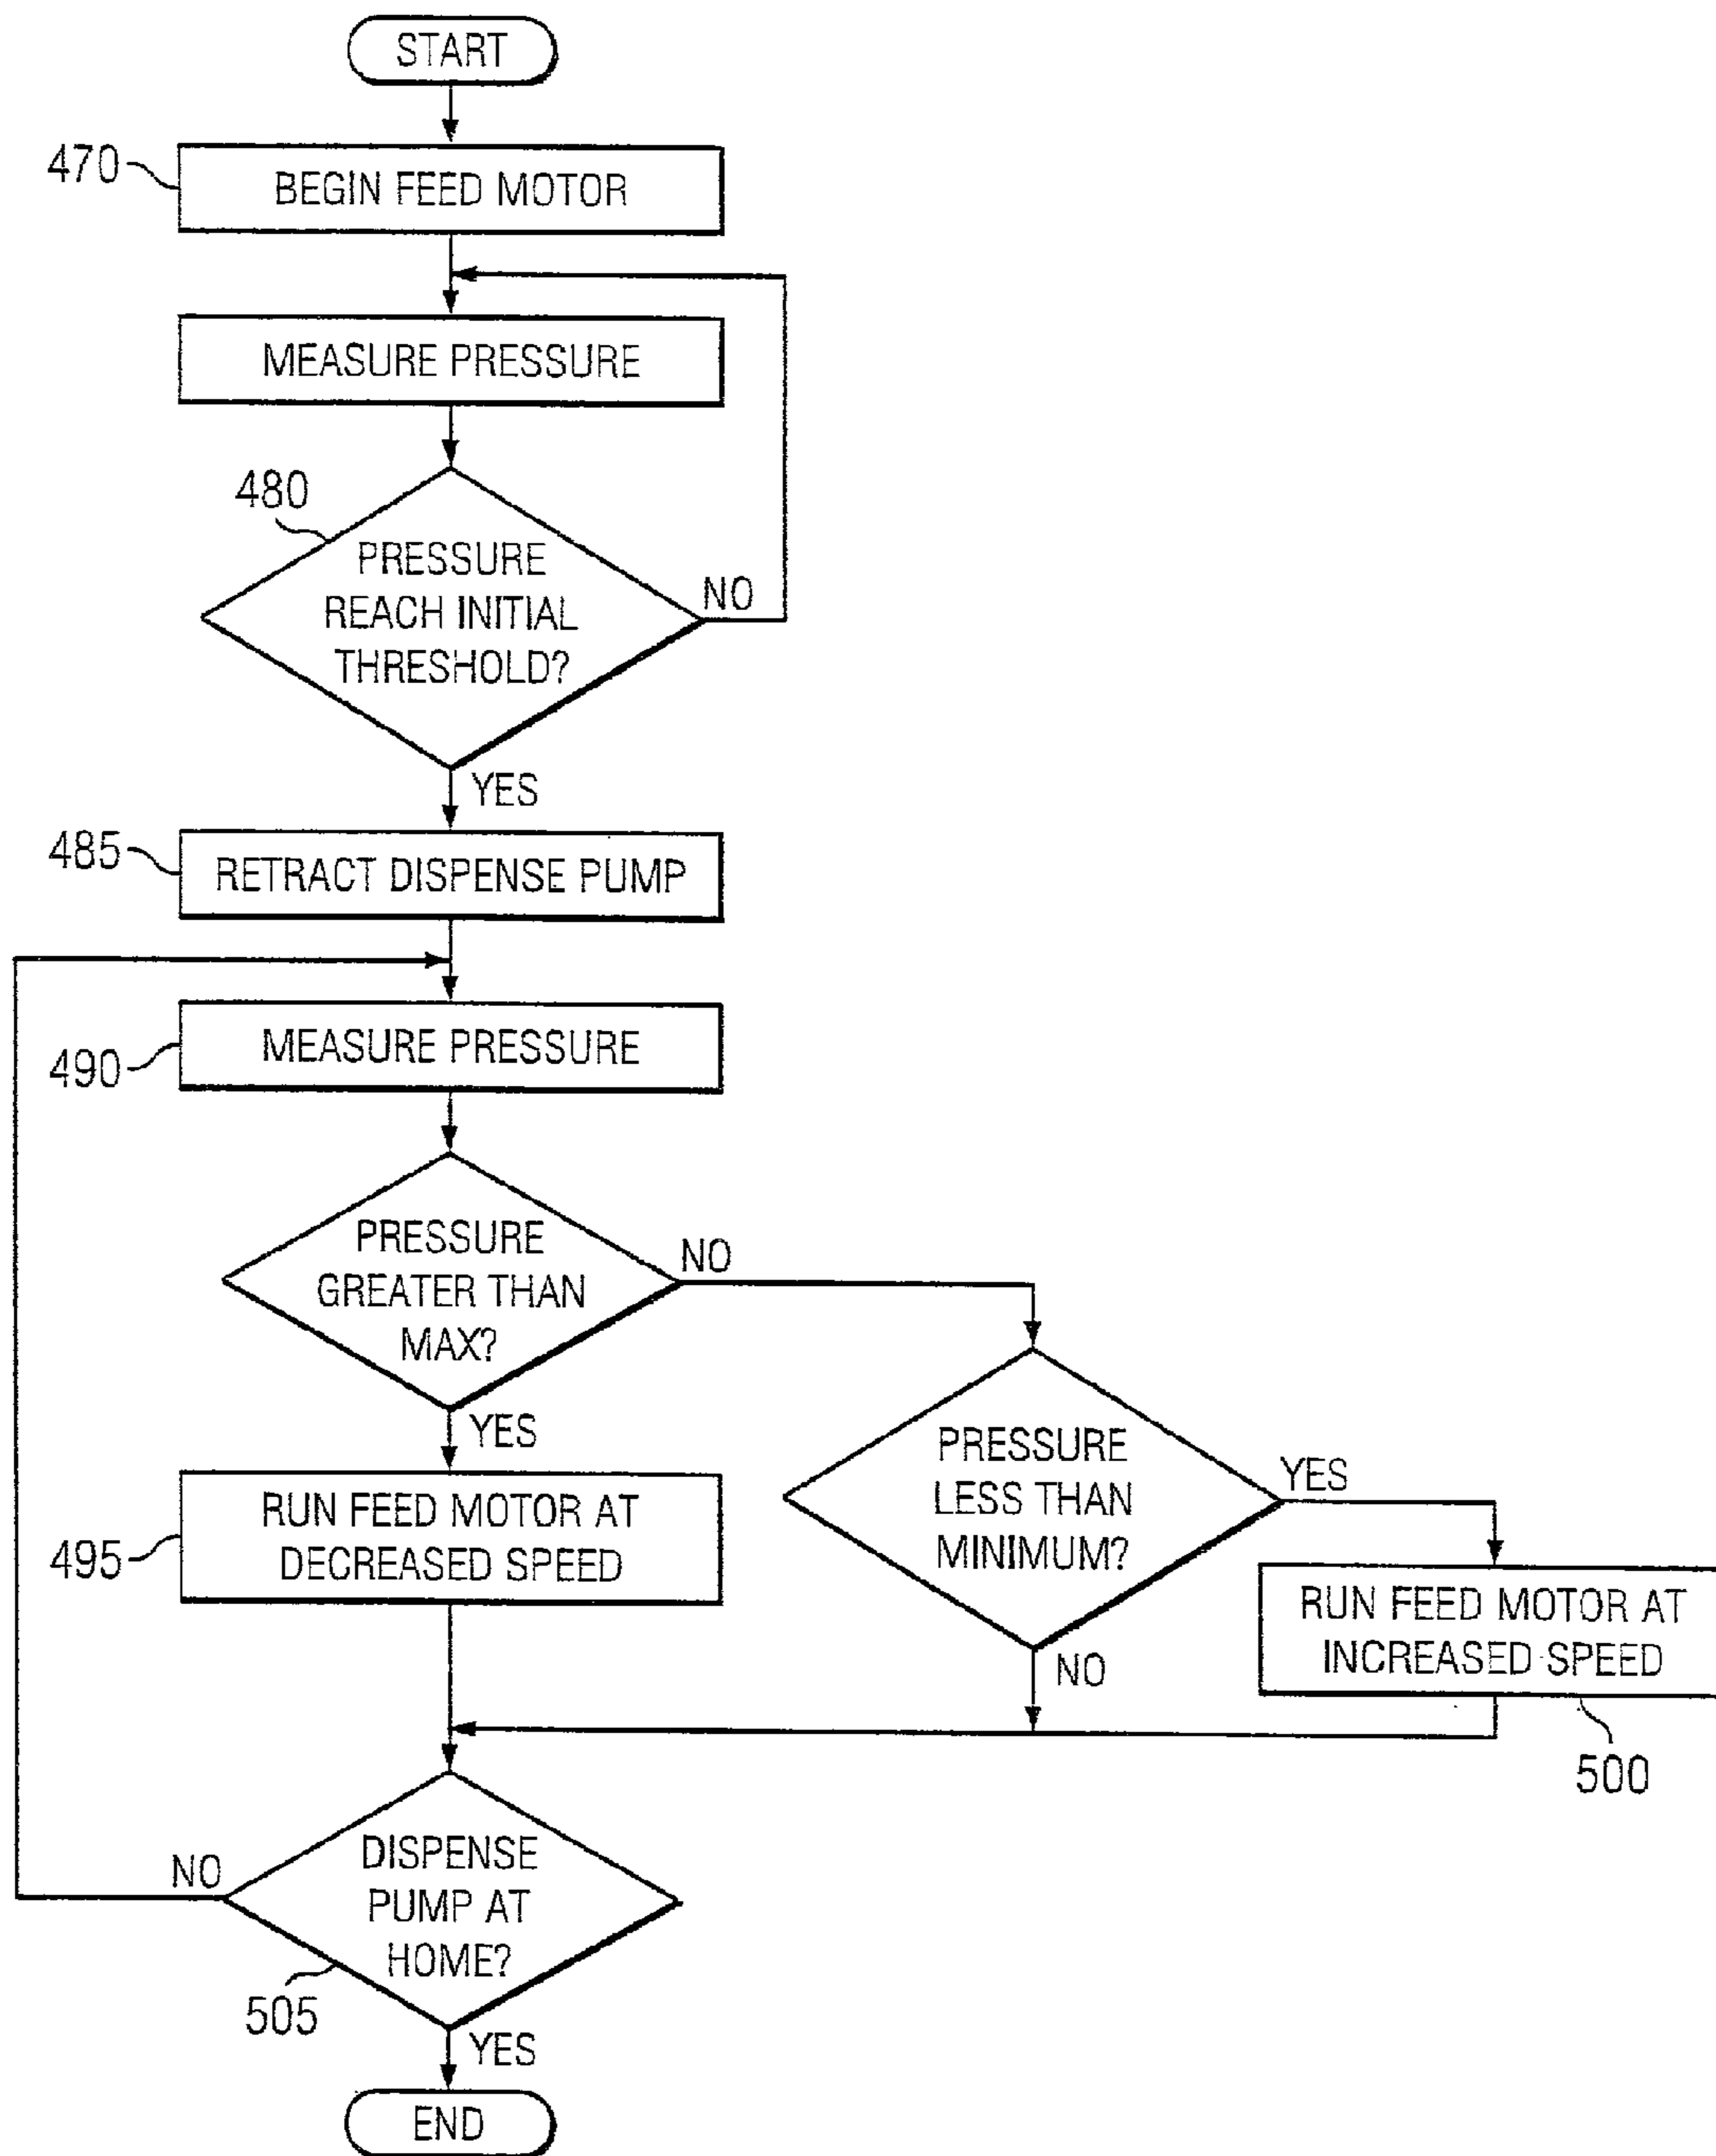 START
470
BEGIN FEED MOTOR
MEASURE PRESSURE
480
PRESSURE
REACH INITIAL
THRESHOLD?
NO
YES
485
RETRACT DISPENSE PUMP
490
MEASURE PRESSURE
PRESSURE
GREATER THAN
MAX?
NO
YES
PRESSURE
LESS THAN
MINIMUM?
YES
NO
495
RUN FEED MOTOR AT
DECREASED SPEED
RUN FEED MOTOR AT
INCREASED SPEED
500
DISPENSE
PUMP AT
HOME?
NO
505
YES
END